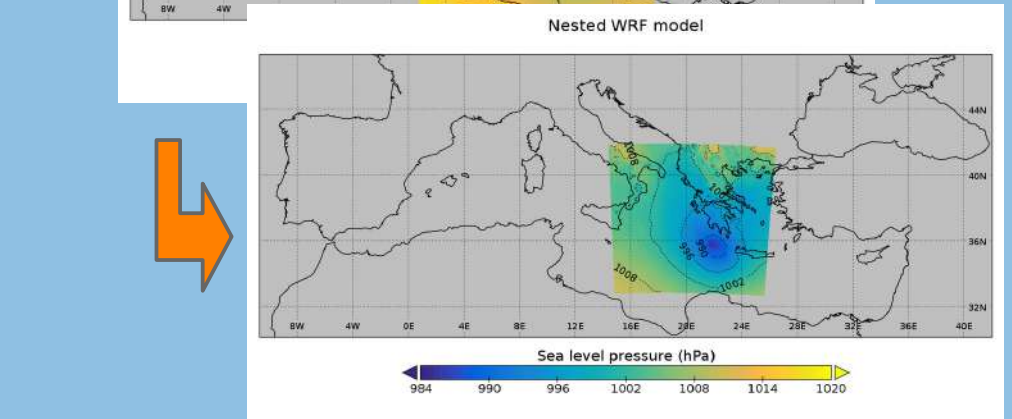 8W 4W
Nested WRF model
44N
1008
40N
36N
996 990
1008
1002
32N
8W 4W 0E 4E 8E 12E 16E 20E 24E 28E 32E 36E 40E
Sea level pressure (hPa)
984 990 996 1002 1008 1014 1020